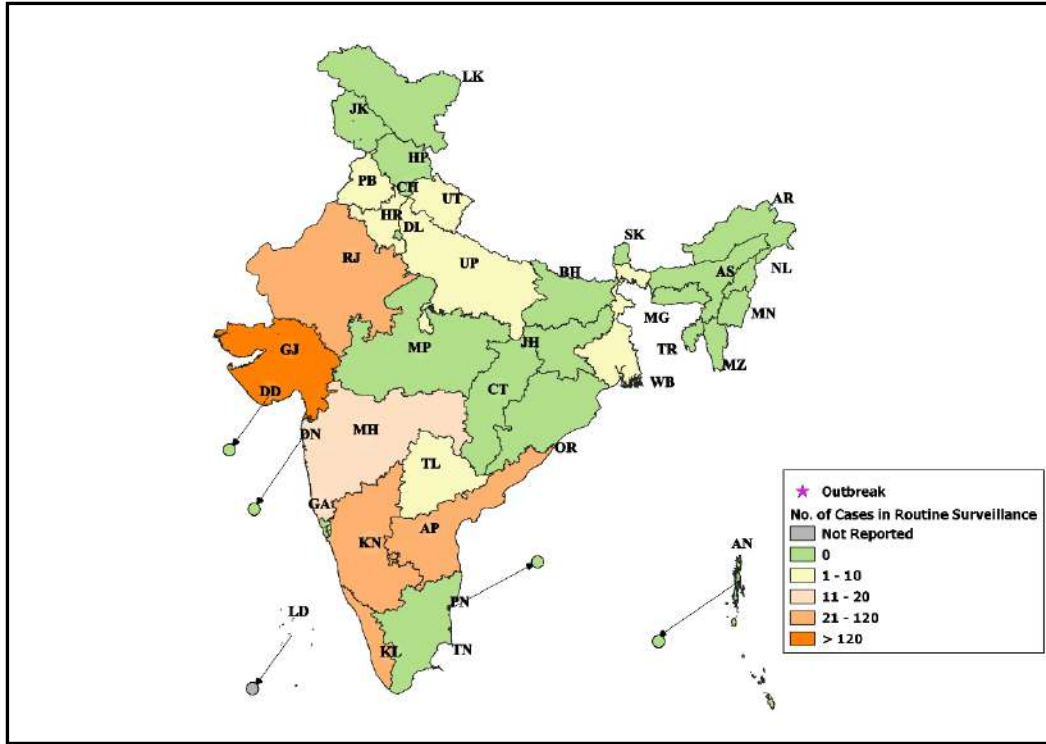 LK
JK
HP
PB
CH
UT
HR
DL
AR
SK
RJ
UP
BH
AS
NL
MG
MN
GJ
MP
JH
TR
MZ
DD
CT
WB
DN
MH
OR
TL
GA
AP
KN
AN
PN
LD
KL
TN
Outbreak
No. of Cases in Routine Surveillance
Not Reported
0
1 - 10
11 - 20
21 - 120
> 120